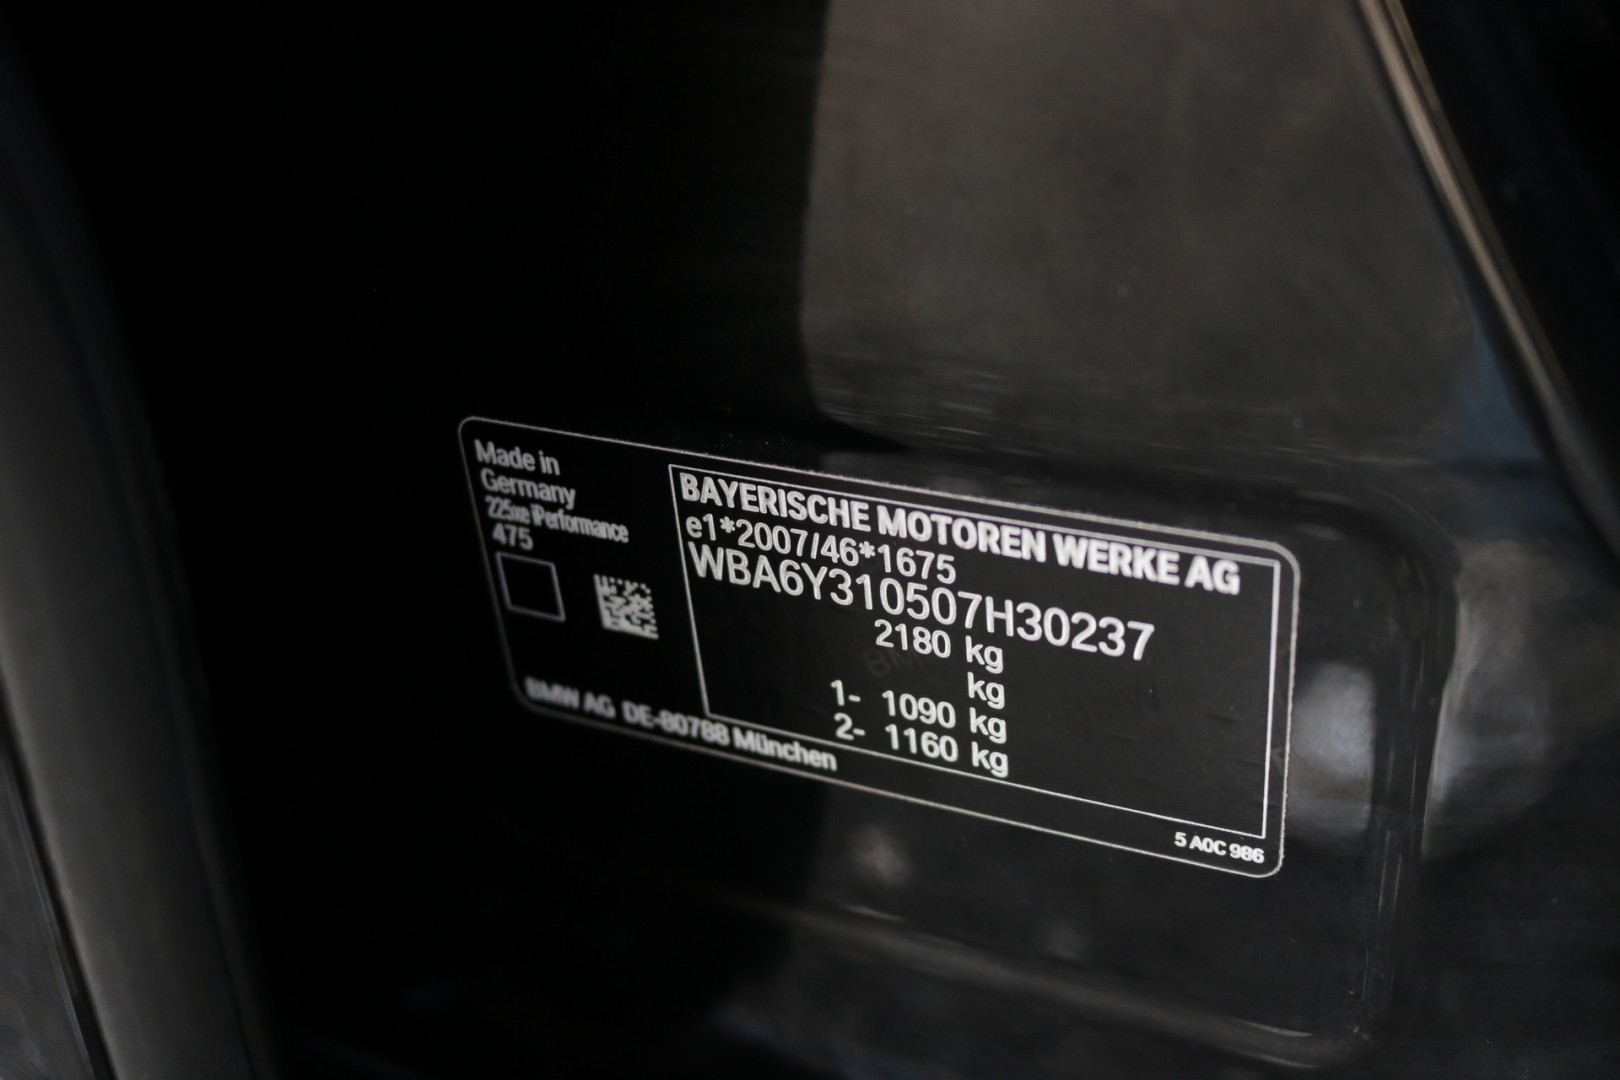 Made in
Germany
225xe iPerformance
475
BMW AG DE-80788 München
BAYERISCHE MOTOREN WERKE AG
e1*2007/46*1675
WBA6Y310507H30237
2180 kg
kg
1- 1090 kg
2- 1160 kg
5 A0C 986